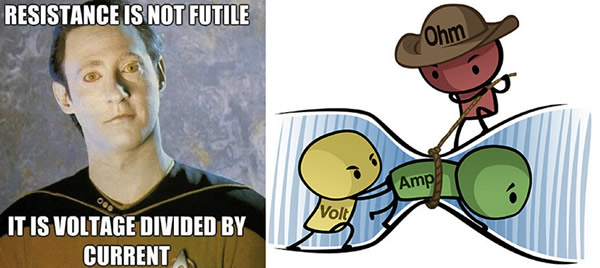 RESISTANCE IS NOT FUTILE
IT IS VOLTAGE DIVIDED BY
CURRENT
Ohm
Volt
Amp